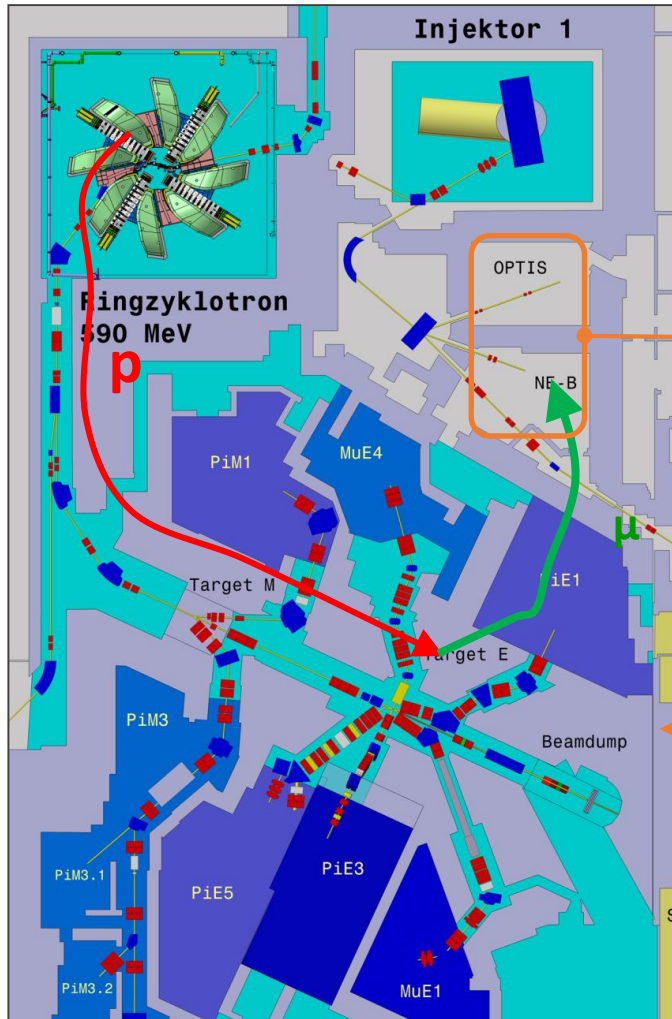 Injektor 1
OPTIS
Ringzyklotron
590 MeV
p
NE-B
PiM1
MuE4
μ
Target M
PiE1
Target E
PiM3
Beamdump
PiM3.1
PiE5
PiE3
S
PiM3.2
MuE1